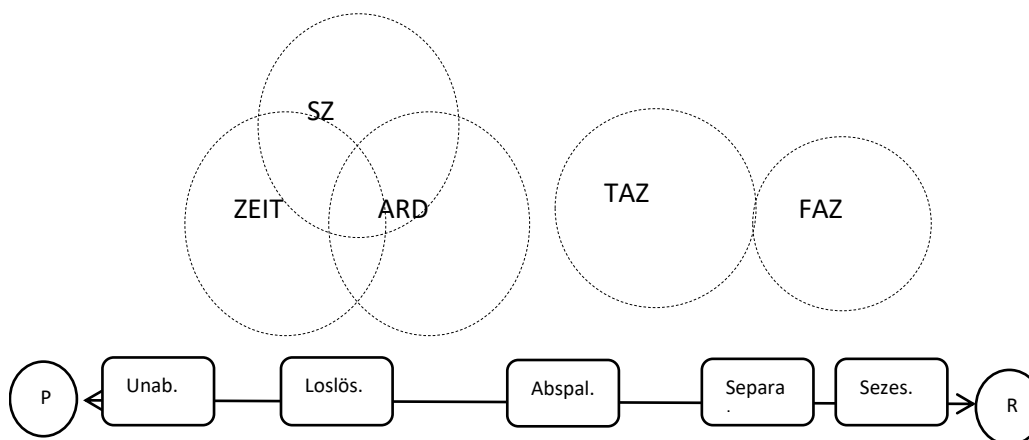 SZ
ZEIT
ARD
TAZ
FAZ
P
Unab.
Loslös.
Abspal.
Separa
.
Sezes.
R